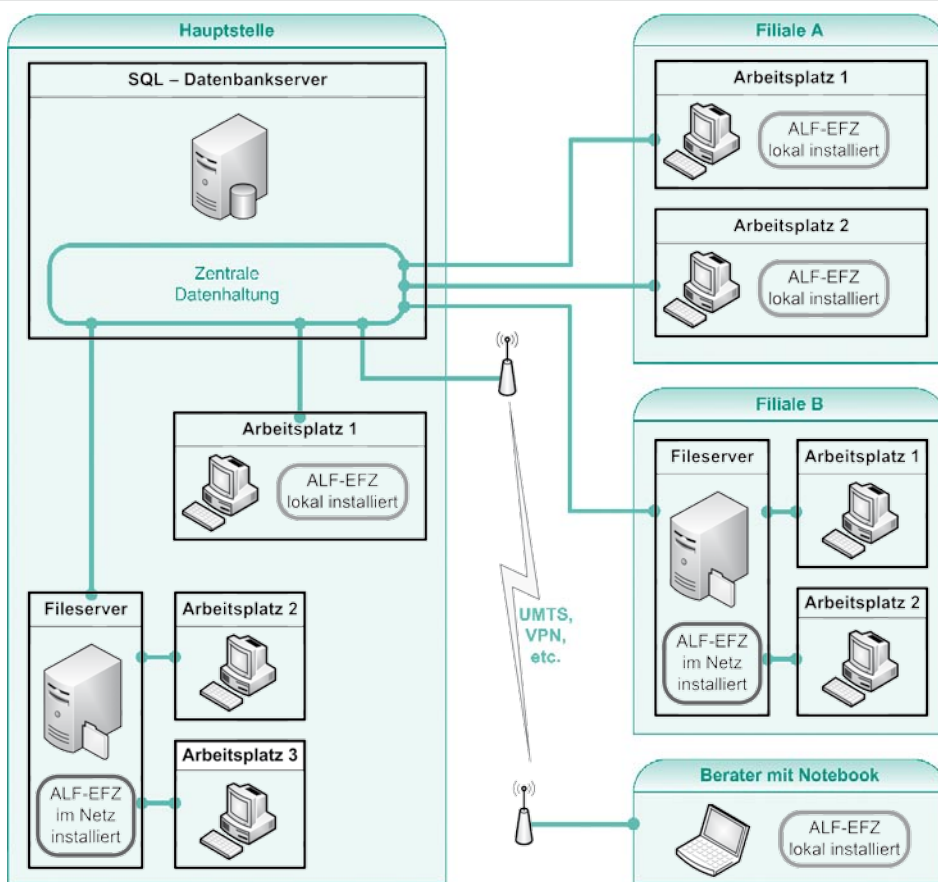 Hauptstelle
SQL – Datenbankserver
Zentrale
Datenhaltung
Arbeitsplatz 1
ALF-EFZ
lokal installiert
Fileserver
ALF-EFZ
im Netz
installiert
Arbeitsplatz 2
Arbeitsplatz 3
UMTS,
VPN,
etc.
Filiale A
Arbeitsplatz 1
ALF-EFZ
lokal installiert
Arbeitsplatz 2
ALF-EFZ
lokal installiert
Filiale B
Fileserver
ALF-EFZ
im Netz
installiert
Arbeitsplatz 1
Arbeitsplatz 2
Berater mit Notebook
ALF-EFZ
lokal installiert